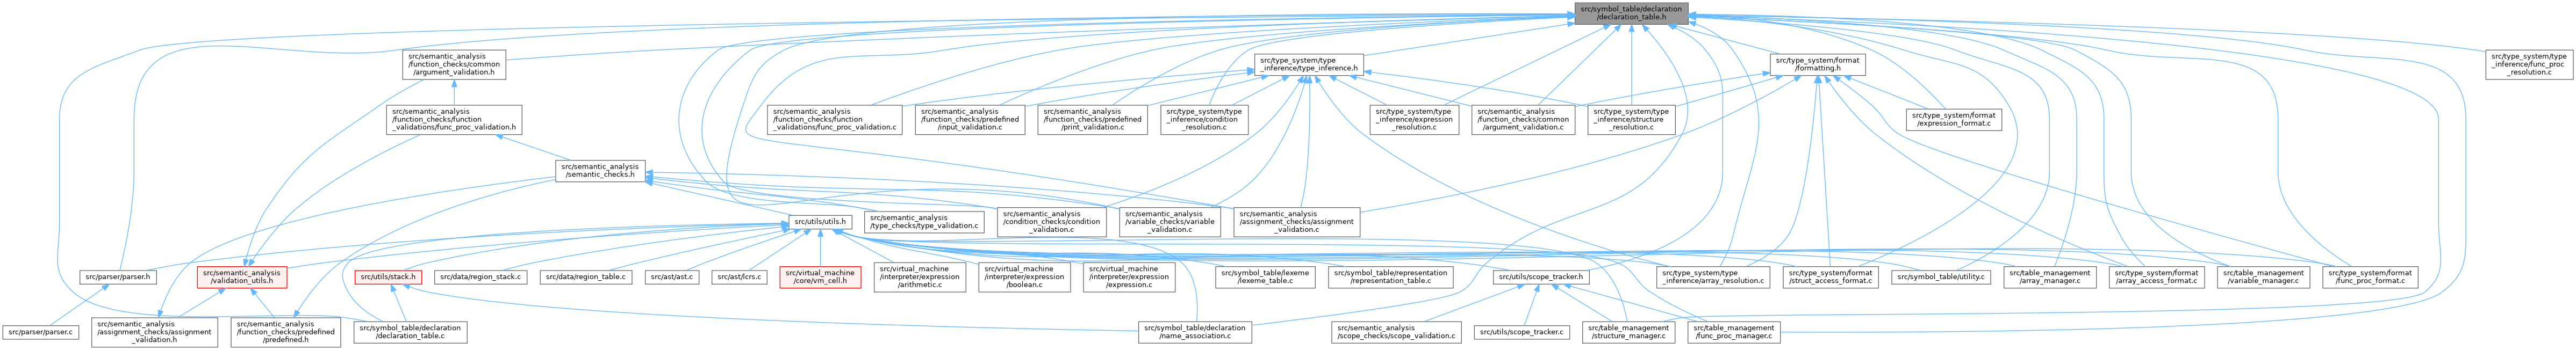 src/symbol_table/declaration
/declaration_table.h
src/semantic_analysis
/function_checks/common
/argument_validation.h
src/type_system/type
_inference/type_inference.h
src/type_system/format
/formatting.h
src/type_system/type
_inference/func_proc
_resolution.c
src/semantic_analysis
/function_checks/function
_validations/func_proc_validation.h
src/semantic_analysis
/function_checks/function
_validations/func_proc_validation.c
src/semantic_analysis
/function_checks/predefined
/input_validation.c
src/semantic_analysis
/function_checks/predefined
/print_validation.c
src/type_system/type
_inference/condition
_resolution.c
src/type_system/type
_inference/expression
_resolution.c
src/semantic_analysis
/function_checks/common
/argument_validation.c
src/type_system/type
_inference/structure
_resolution.c
src/type_system/format
/expression_format.c
src/semantic_analysis
/semantic_checks.h
src/utils/utils.h
src/semantic_analysis
/type_checks/type_validation.c
src/semantic_analysis
/condition_checks/condition
_validation.c
src/semantic_analysis
/variable_checks/variable
_validation.c
src/semantic_analysis
/assignment_checks/assignment
_validation.c
src/parser/parser.h
src/semantic_analysis
/validation_utils.h
src/utils/stack.h
src/data/region_stack.c
src/data/region_table.c
src/ast/ast.c
src/ast/lcrs.c
src/virtual_machine
/core/vm_cell.h
src/virtual_machine
/interpreter/expression
/arithmetic.c
src/virtual_machine
/interpreter/expression
/boolean.c
src/virtual_machine
/interpreter/expression
/expression.c
src/symbol_table/lexeme
/lexeme_table.c
src/symbol_table/representation
/representation_table.c
src/utils/scope_tracker.h
src/type_system/type
_inference/array_resolution.c
src/type_system/format
/struct_access_format.c
src/symbol_table/utility.c
src/table_management
/array_manager.c
src/type_system/format
/array_access_format.c
src/table_management
/variable_manager.c
src/type_system/format
/func_proc_format.c
src/parser/parser.c
src/semantic_analysis
/assignment_checks/assignment
_validation.h
src/semantic_analysis
/function_checks/predefined
/predefined.h
src/symbol_table/declaration
/declaration_table.c
src/symbol_table/declaration
/name_association.c
src/semantic_analysis
/scope_checks/scope_validation.c
src/utils/scope_tracker.c
src/table_management
/structure_manager.c
src/table_management
/func_proc_manager.c